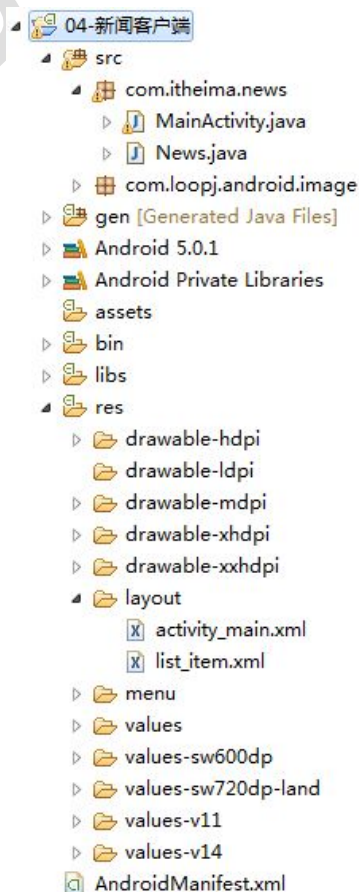 04-新闻客户端
src
com.itheima.news
MainActivity.java
News.java
com.loopj.android.image
gen [Generated Java Files]
Android 5.0.1
Android Private Libraries
assets
bin
libs
res
drawable-hdpi
drawable-ldpi
drawable-mdpi
drawable-xhdpi
drawable-xxhdpi
layout
activity_main.xml
list_item.xml
menu
values
values-sw600dp
values-sw720dp-land
values-v11
values-v14
AndroidManifest.xml